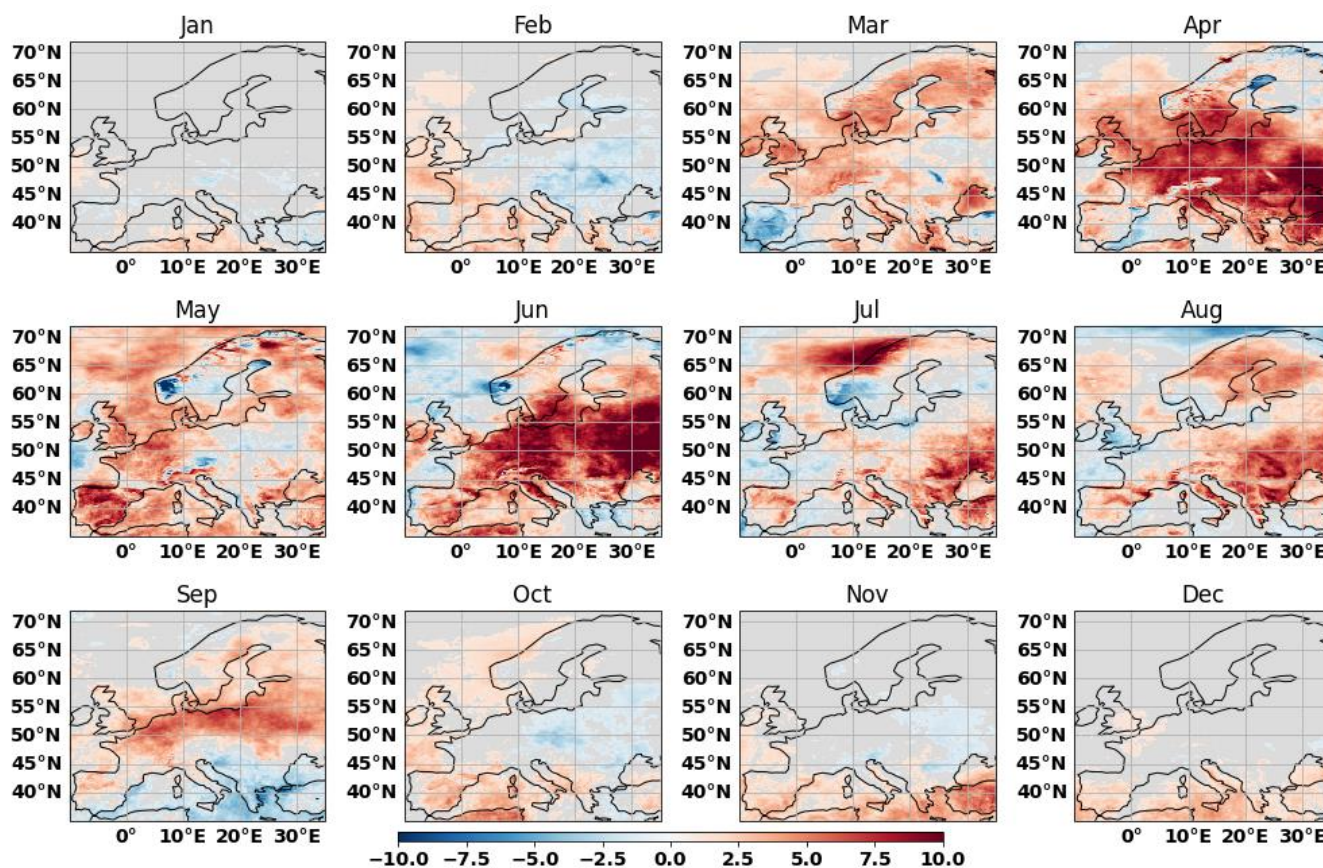 Jan Feb Mar Apr
70°N 70°N 70°N 70°N
65°N 65°N 65°N 65°N
60°N 60°N 60°N 60°N
55°N 55°N 55°N 55°N
50°N 50°N 50°N 50°N
45°N 45°N 45°N 45°N
40°N 40°N 40°N 40°N
0° 10°E 20°E 30°E 0° 10°E 20°E 30°E 0° 10°E 20°E 30°E 0° 10°E 20°E 30°E
May Jun Jul Aug
70°N 70°N 70°N 70°N
65°N 65°N 65°N 65°N
60°N 60°N 60°N 60°N
55°N 55°N 55°N 55°N
50°N 50°N 50°N 50°N
45°N 45°N 45°N 45°N
40°N 40°N 40°N 40°N
0° 10°E 20°E 30°E 0° 10°E 20°E 30°E 0° 10°E 20°E 30°E 0° 10°E 20°E 30°E
Sep Oct Nov Dec
70°N 70°N 70°N 70°N
65°N 65°N 65°N 65°N
60°N 60°N 60°N 60°N
55°N 55°N 55°N 55°N
50°N 50°N 50°N 50°N
45°N 45°N 45°N 45°N
40°N 40°N 40°N 40°N
0° 10°E 20°E 30°E 0° 10°E 20°E 30°E 0° 10°E 20°E 30°E 0° 10°E 20°E 30°E
−10.0 −7.5 −5.0 −2.5 0.0 2.5 5.0 7.5 10.0